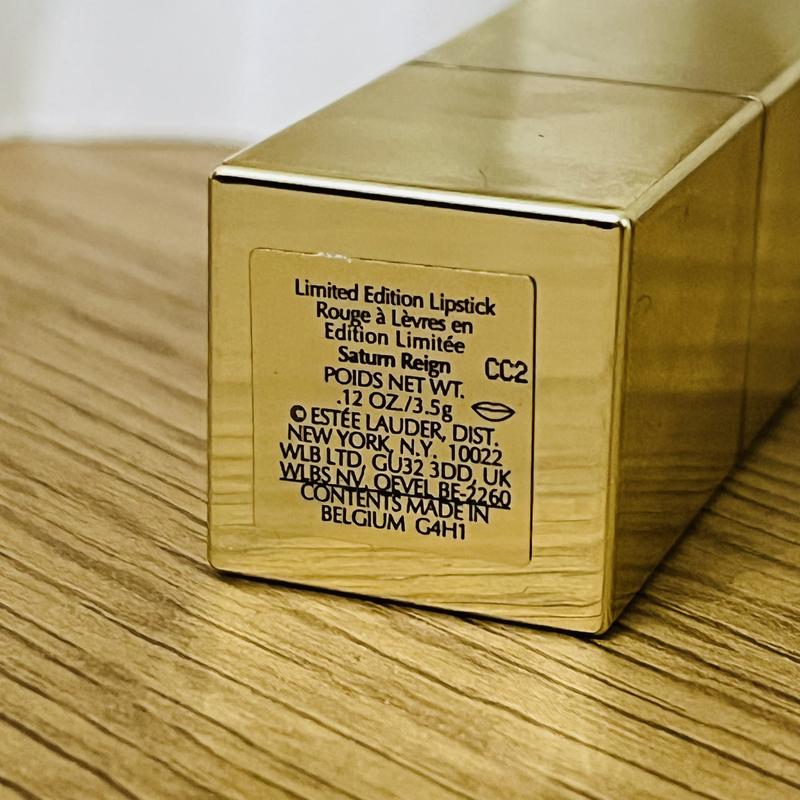 Limited Edition Lipstick
Rouge à Lèvres en
Edition Limitée
Saturn Reign
CC2
POIDS NET WT.
.12 OZ./3.5g
© ESTÉE LAUDER, DIST.
NEW YORK, N.Y. 10022
WLB LTD, GU32 3DD, UK
WLBS NV, OEVEL BE-2260
CONTENTS MADE IN
BELGIUM G4H1